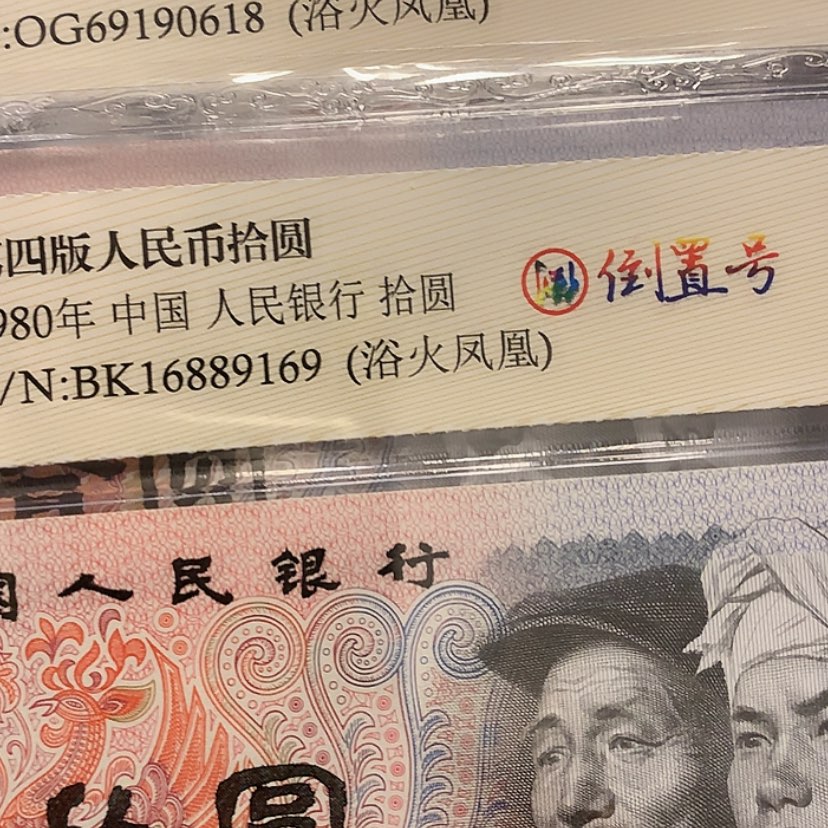 :OG69190618 (浴火凤凰)
四版人民币拾圆
980年 中国 人民银行 拾圆
倒置号
/N:BK16889169 (浴火凤凰)
人民银行
圆